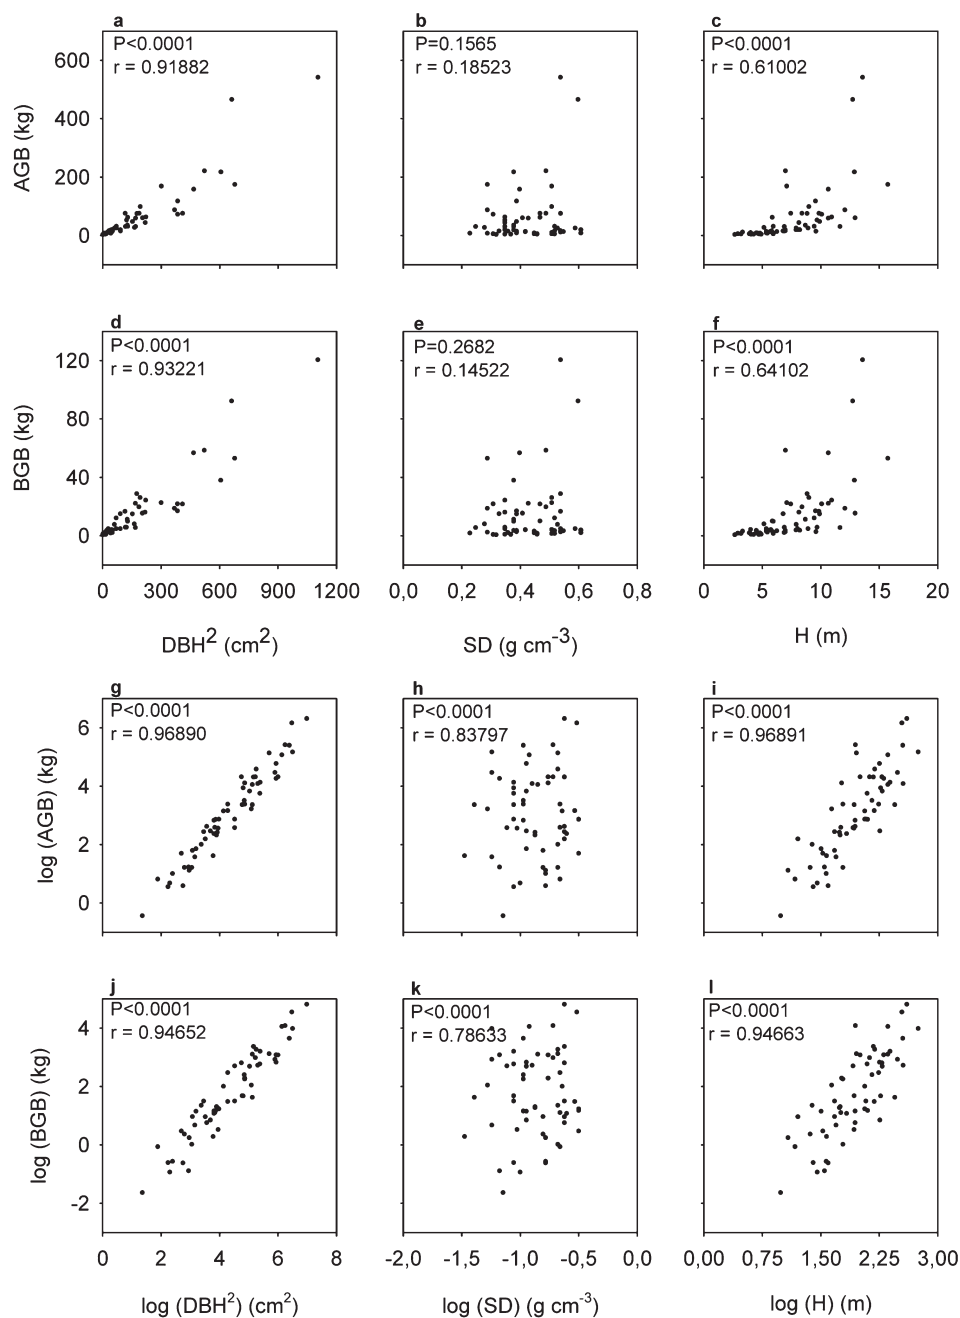 a b c
P<0.0001 P=0.1565 P<0.0001
r = 0.91882 r = 0.18523 r = 0.61002
600
400
200
0
AGB (kg)
d e f
P<0.0001 P=0.2682 P<0.0001
r = 0.93221 r = 0.14522 r = 0.64102
120
80
40
0
BGB (kg)
0 300 600 900 1200 0,0 0,2 0,4 0,6 0,8 0 5 10 15 20
DBH² (cm²) SD (g cm⁻³) H (m)
g h i
P<0.0001 P<0.0001 P<0.0001
r = 0.96890 r = 0.83797 r = 0.96891
6
4
2
0
log (AGB) (kg)
j k l
P<0.0001 P<0.0001 P<0.0001
r = 0.94652 r = 0.78633 r = 0.94663
4
2
0
-2
log (BGB) (kg)
0 2 4 6 8 -2,0 -1,5 -1,0 -0,5 0,0 0,00 0,75 1,50 2,25 3,00
log (DBH²) (cm²) log (SD) (g cm⁻³) log (H) (m)